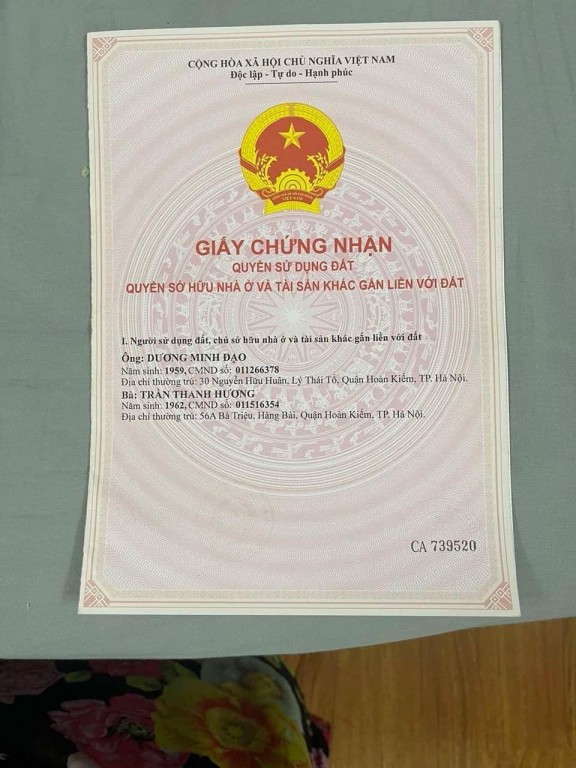 CỘNG HÒA XÃ HỘI CHỦ NGHĨA VIỆT NAM
Độc lập - Tự do - Hạnh phúc
VIỆT NAM
GIẤY CHỨNG NHẬN
QUYỀN SỬ DỤNG ĐẤT
QUYỀN SỞ HỮU NHÀ Ở VÀ TÀI SẢN KHÁC GẮN LIỀN VỚI ĐẤT
I. Người sử dụng đất, chủ sở hữu nhà ở và tài sản khác gắn liền với đất
Ông: DƯƠNG MINH ĐẠO
Năm sinh: 1959, CMND số: 011266378
Địa chỉ thường trú: 30 Nguyễn Hữu Huân, Lý Thái Tổ, Quận Hoàn Kiếm, TP. Hà Nội.
Bà: TRẦN THANH HƯƠNG
Năm sinh: 1962, CMND số: 011516354
Địa chỉ thường trú: 56A Bà Triệu, Hàng Bài, Quận Hoàn Kiếm, TP. Hà Nội.
CA 739520